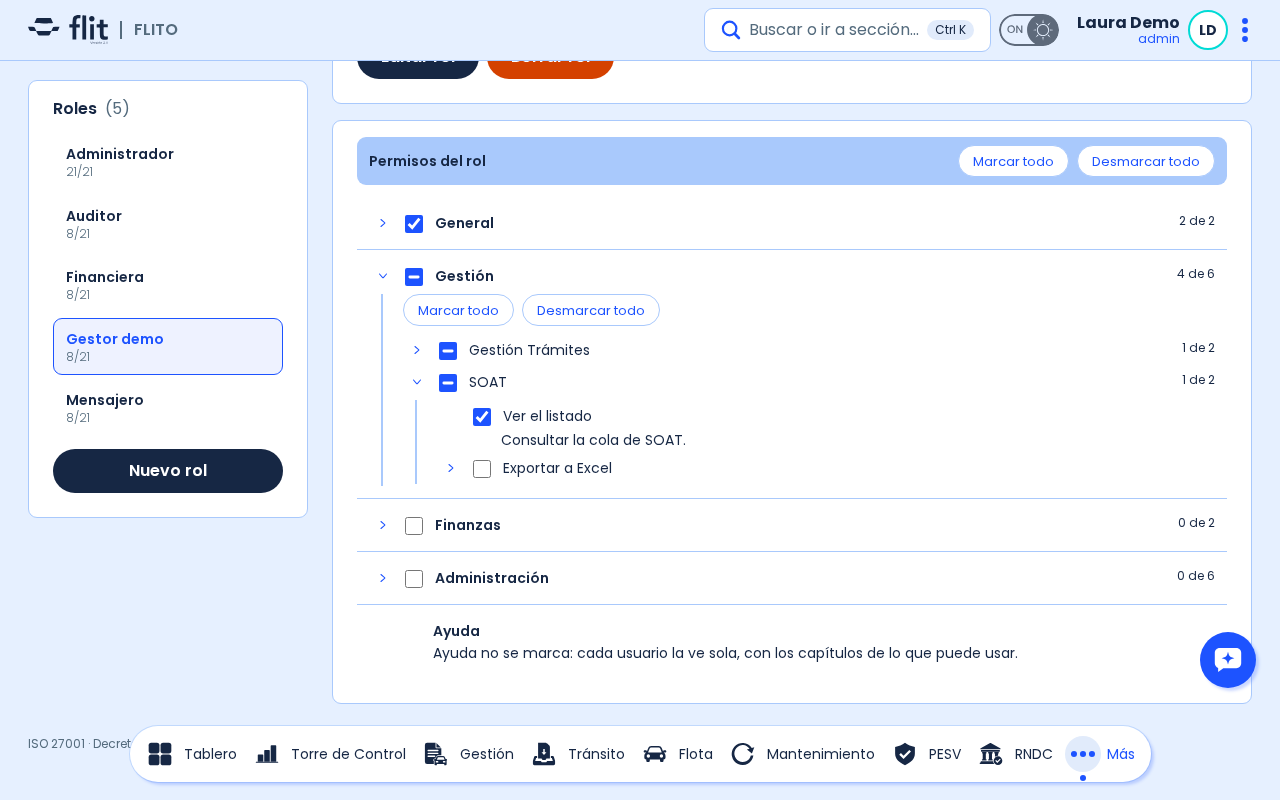 flit | FLITO
Buscar o ir a sección... Ctrl K
ON
Laura Demo
admin
LD
Roles (5)
Administrador
21/21
Auditor
8/21
Financiera
8/21
Gestor demo
8/21
Mensajero
8/21
Nuevo rol
Permisos del rol
Marcar todo
Desmarcar todo
General
2 de 2
Gestión
4 de 6
Marcar todo
Desmarcar todo
Gestión Trámites
1 de 2
SOAT
1 de 2
Ver el listado
Consultar la cola de SOAT.
Exportar a Excel
Finanzas
0 de 2
Administración
0 de 6
Ayuda
Ayuda no se marca: cada usuario la ve sola, con los capítulos de lo que puede usar.
ISO 27001 · Decret
Tablero
Torre de Control
Gestión
Tránsito
Flota
Mantenimiento
PESV
RNDC
Más